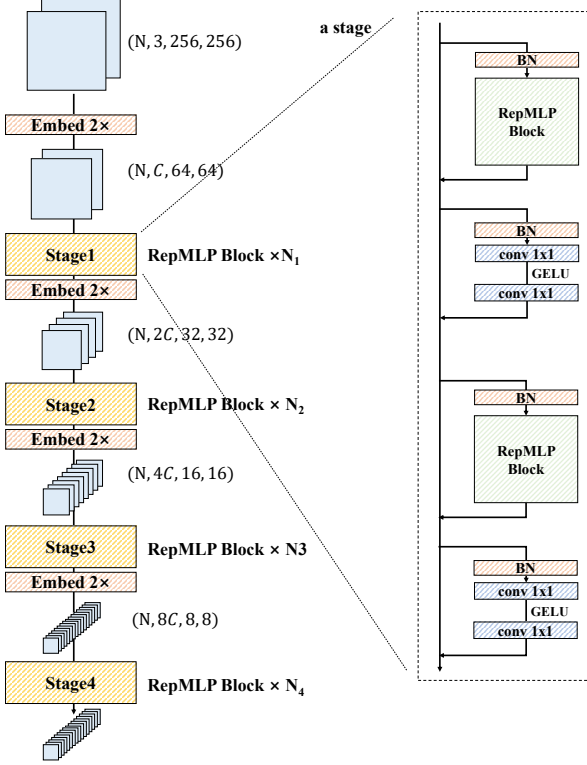 (N, 3, 256, 256)
Embed 2×
(N, C, 64, 64)
Stage1
RepMLP Block ×N₁
Embed 2×
(N, 2C, 32, 32)
Stage2
RepMLP Block × N₂
Embed 2×
(N, 4C, 16, 16)
Stage3
RepMLP Block × N3
Embed 2×
(N, 8C, 8, 8)
Stage4
RepMLP Block × N₄
a stage
BN
RepMLP
Block
BN
conv 1x1
GELU
conv 1x1
BN
RepMLP
Block
BN
conv 1x1
GELU
conv 1x1